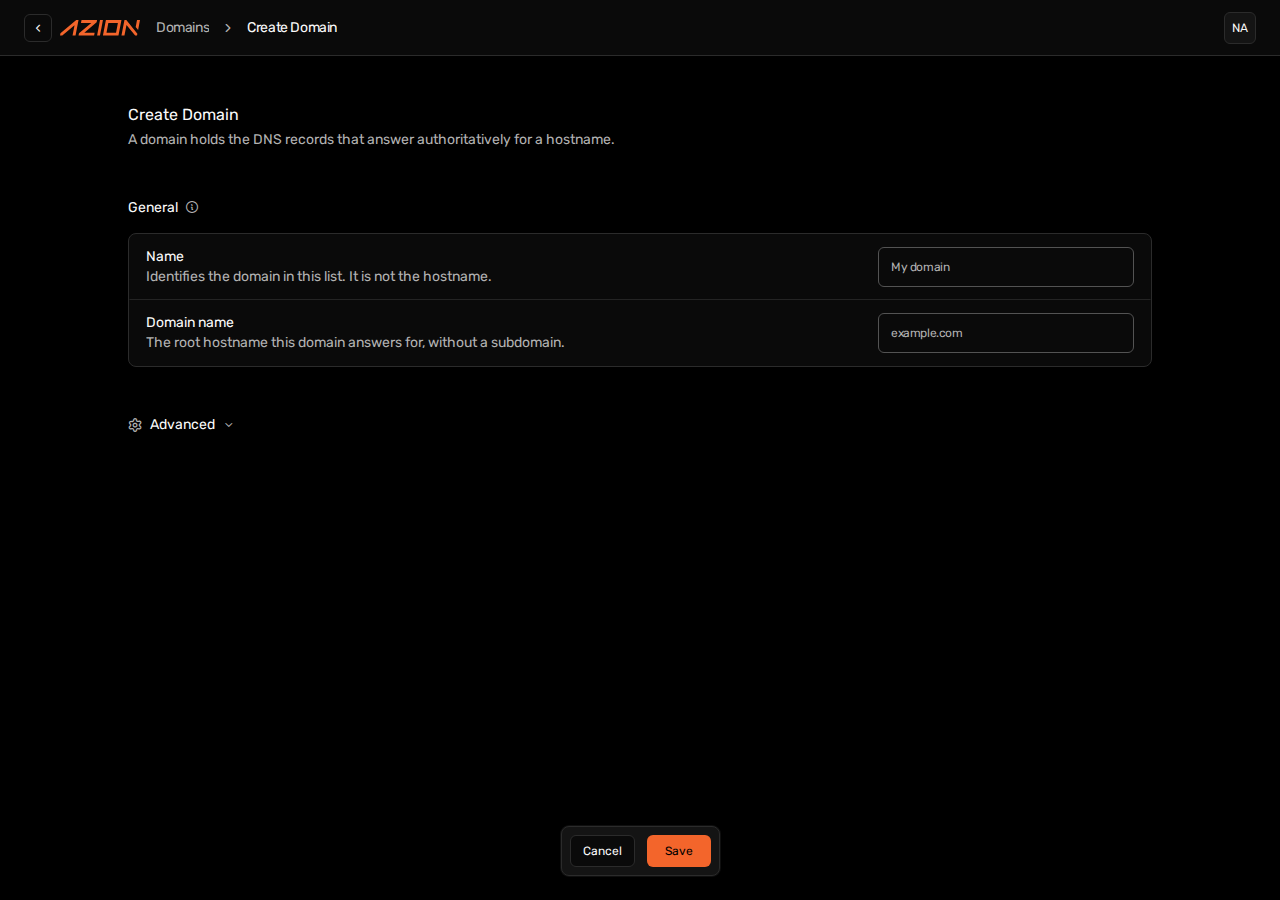 AZION Domains Create Domain NA
Create Domain
A domain holds the DNS records that answer authoritatively for a hostname.
General
Name
Identifies the domain in this list. It is not the hostname.
My domain
Domain name
The root hostname this domain answers for, without a subdomain.
example.com
Advanced
Cancel Save